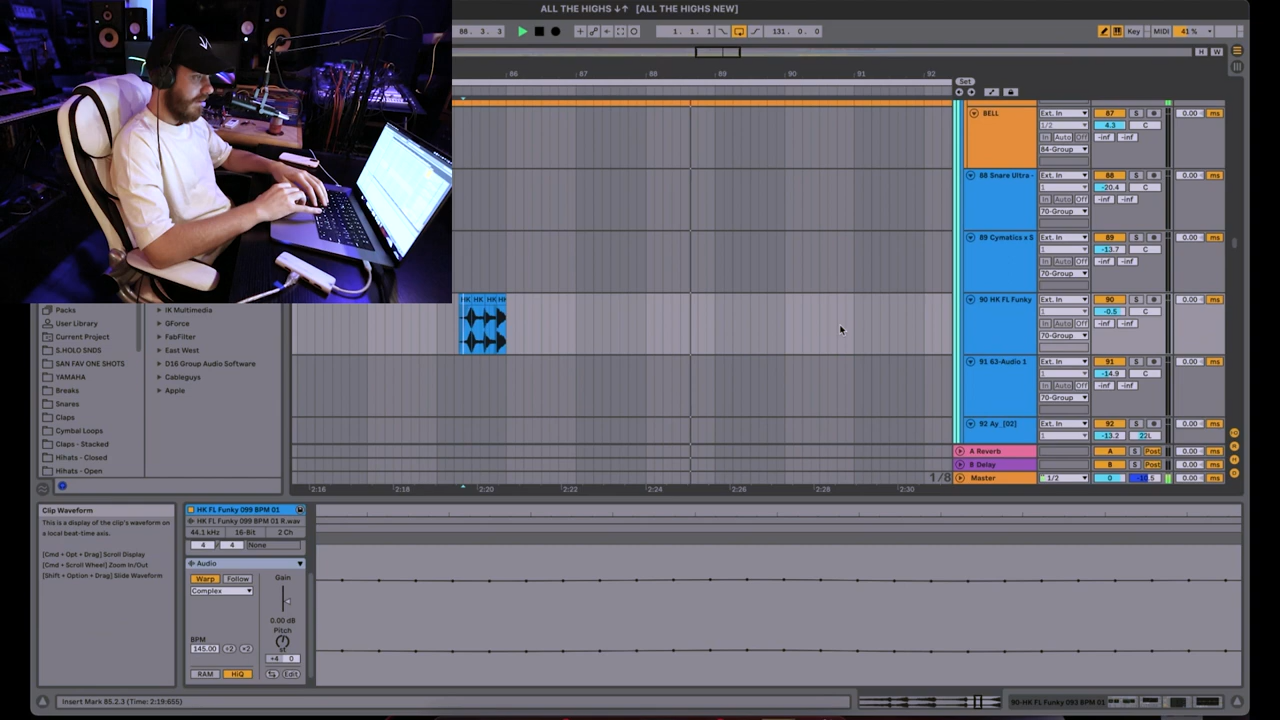 ALL THE HIGHS ↓↑ [ALL THE HIGHS NEW]
88. 3. 3
1. 1. 1
131. 0. 0
Key
MIDI
41 %
H
W
86
87
88
89
90
91
92
Set
BELL
Ext. In
87
S
0.00
ms
1/2
4.3
C
In
Auto
Off
-inf
-inf
84-Group
88 Snare Ultra -
Ext. In
88
S
0.00
ms
1
-20.4
C
In
Auto
Off
-inf
-inf
70-Group
89 Cymatics x S
Ext. In
89
S
0.00
ms
1
-13.7
C
In
Auto
Off
-inf
-inf
70-Group
HK
HK
HK
90 HK FL Funky
Ext. In
90
S
0.00
ms
1
-0.5
C
In
Auto
Off
-inf
-inf
70-Group
91 63-Audio 1
Ext. In
91
S
0.00
ms
1
-14.9
C
In
Auto
Off
-inf
-inf
70-Group
92 Ay_[02]
Ext. In
92
S
0.00
ms
1
-13.2
22L
A Reverb
A
S
Post
0.00
ms
B Delay
B
S
Post
0.00
ms
Master
1/2
0
0.00
ms
1/8
2:16
2:18
2:20
2:24
2:26
2:28
2:30
Packs
User Library
Current Project
S.HOLO SNDS
SAN FAV ONE SHOTS
YAMAHA
Breaks
Snares
Claps
Cymbal Loops
Claps - Stacked
Hihats - Closed
Hihats - Open
IK Multimedia
GForce
FabFilter
East West
D16 Group Audio Software
Cableguys
Apple
Clip Waveform
This is a display of the clip's waveform on
a local beat-time axis.
[Cmd + Opt + Drag] Scroll Display
[Cmd + Scroll Wheel] Zoom In/Out
[Shift + Option + Drag] Slide Waveform
HK FL Funky 099 BPM 01
HK FL Funky 099 BPM 01 R.wav
44.1 kHz
16-Bit
2 Ch
4 / 4
[None
Audio
Warp
Follow
Gain
Complex
0.00 dB
Pitch
st
BPM
145.00
÷2
×2
+4
0
RAM
HiQ
Edit
Insert Mark 85.2.3 (Time: 2:19:655)
90-HK FL Funky 093 BPM 01